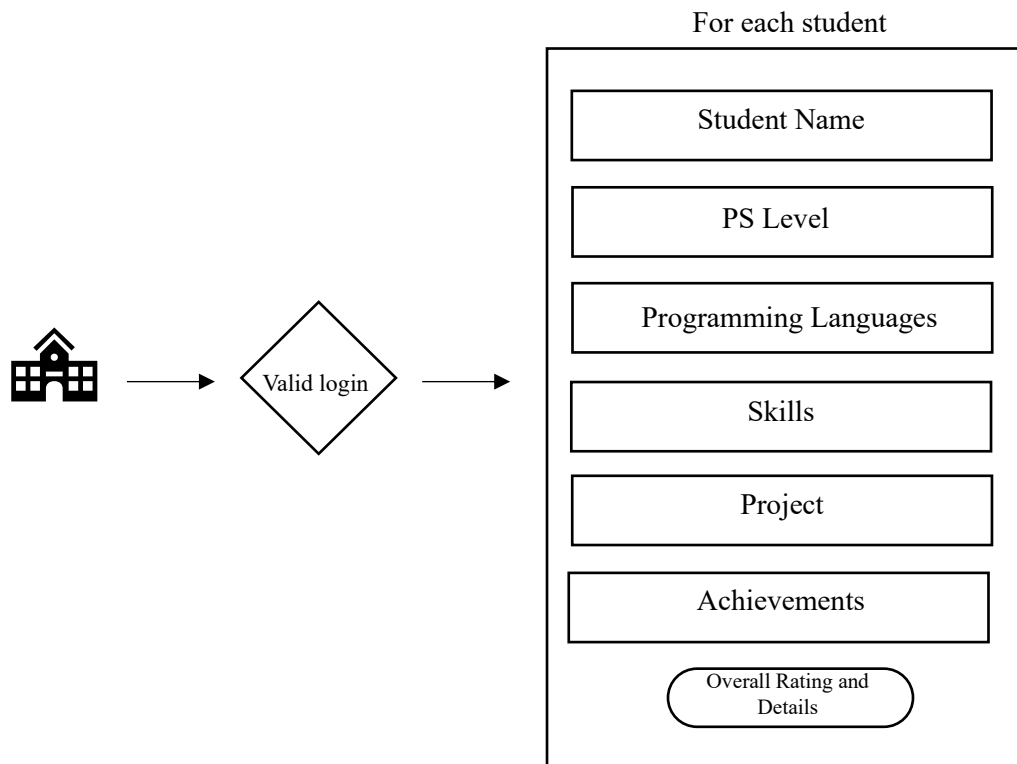 For each student
Student Name
PS Level
Programming Languages
Valid login
Skills
Project
Achievements
Overall Rating and
Details